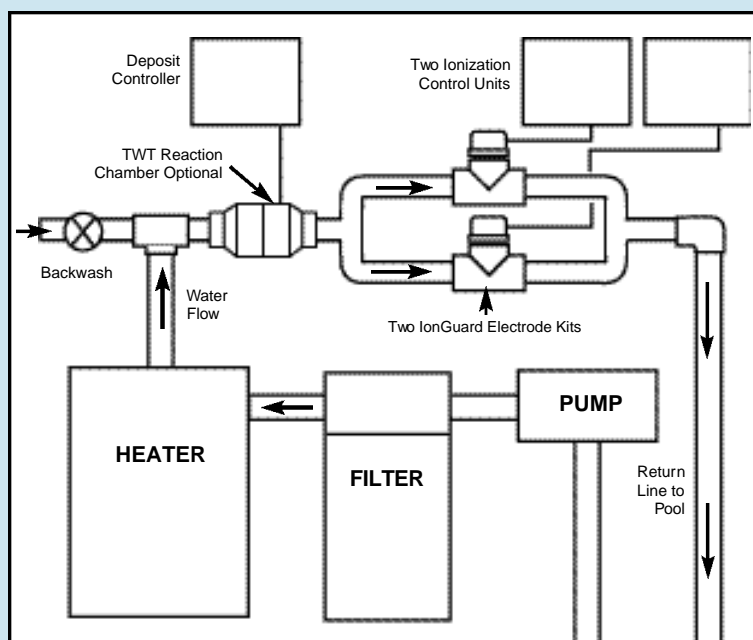 Deposit
Controller
Two Ionization
Control Units
TWT Reaction
Chamber Optional
Backwash
Water
Flow
Two IonGuard Electrode Kits
PUMP
HEATER
FILTER
Return
Line to
Pool